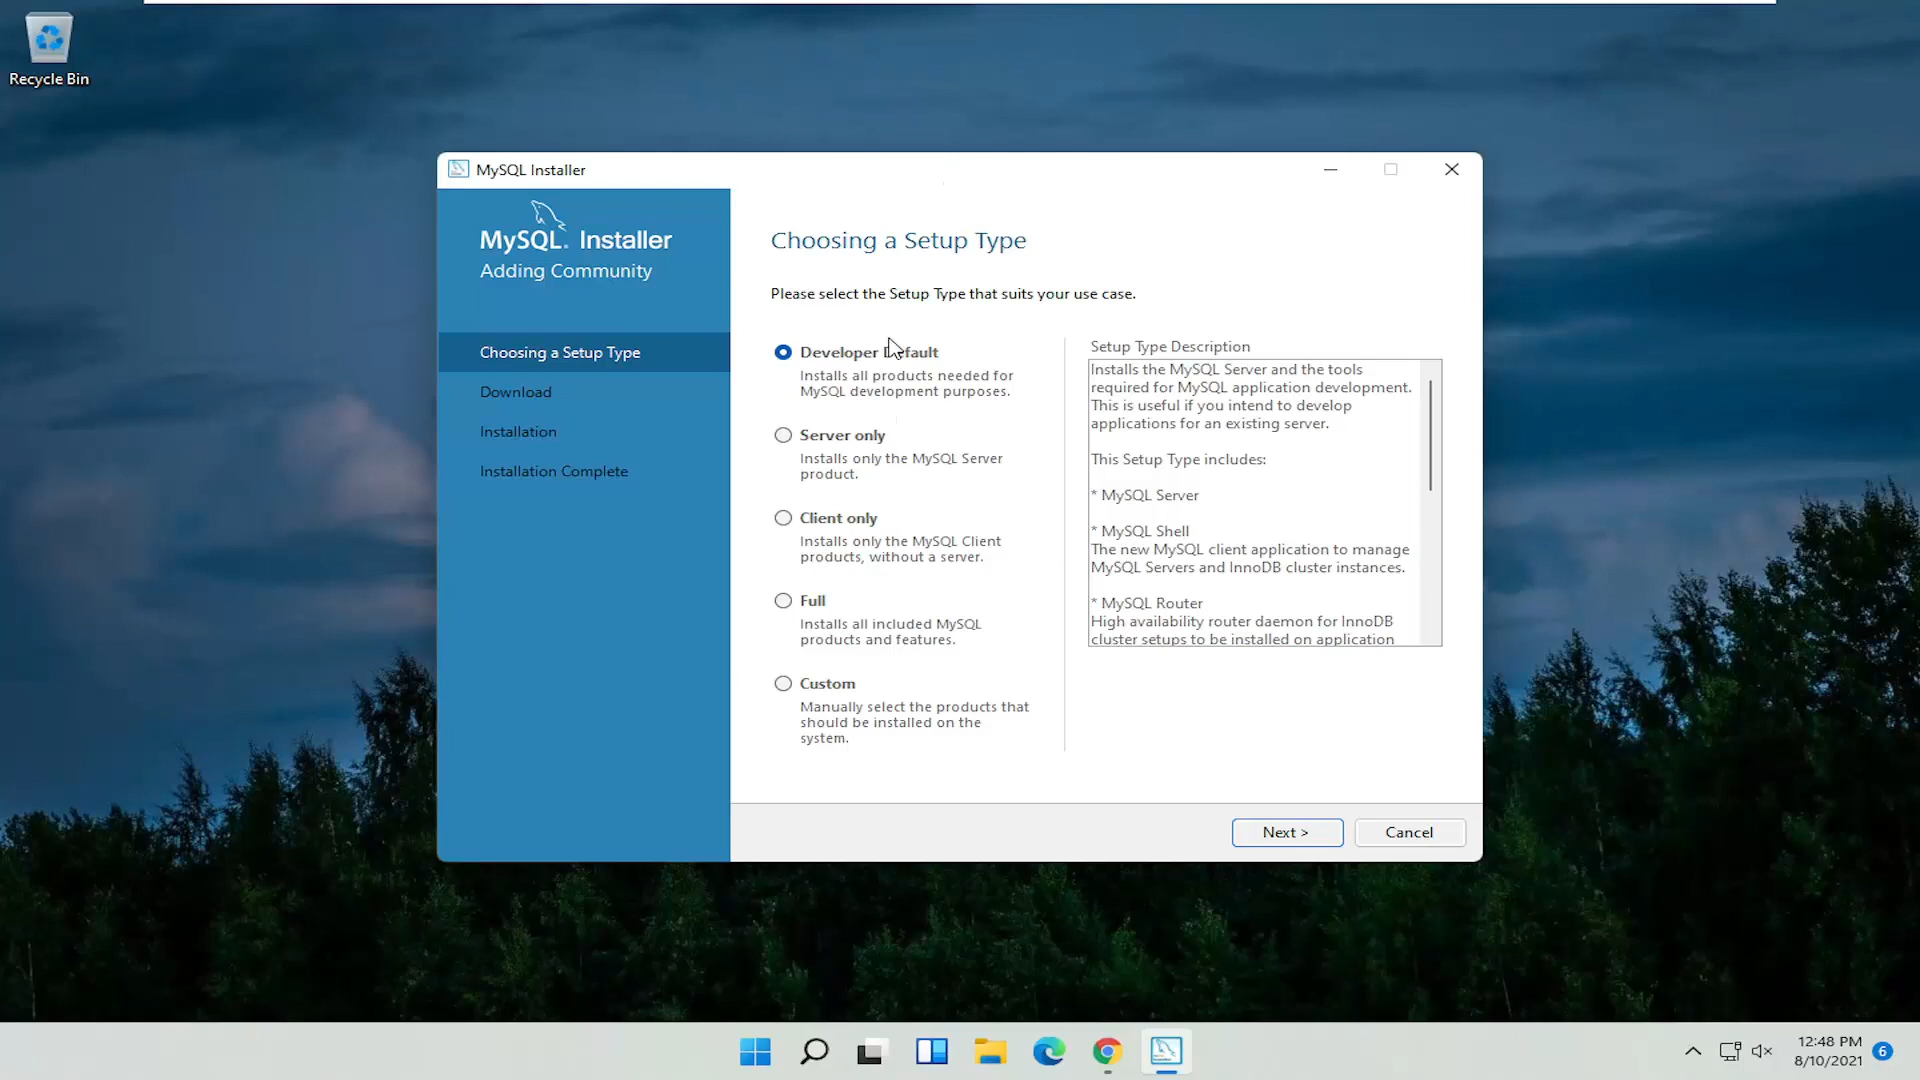 Recycle Bin
MySQL Installer
MySQL. Installer
Adding Community
Choosing a Setup Type
Download
Installation
Installation Complete
Choosing a Setup Type
Please select the Setup Type that suits your use case.
Developer Default
Installs all products needed for
MySQL development purposes.
Server only
Installs only the MySQL Server
product.
Client only
Installs only the MySQL Client
products, without a server.
Full
Installs all included MySQL
products and features.
Custom
Manually select the products that
should be installed on the
system.
Setup Type Description
Installs the MySQL Server and the tools
required for MySQL application development.
This is useful if you intend to develop
applications for an existing server.
This Setup Type includes:
* MySQL Server
* MySQL Shell
The new MySQL client application to manage
MySQL Servers and InnoDB cluster instances.
* MySQL Router
High availability router daemon for InnoDB
cluster setups to be installed on application
Next >
Cancel
12:48 PM
8/10/2021
6